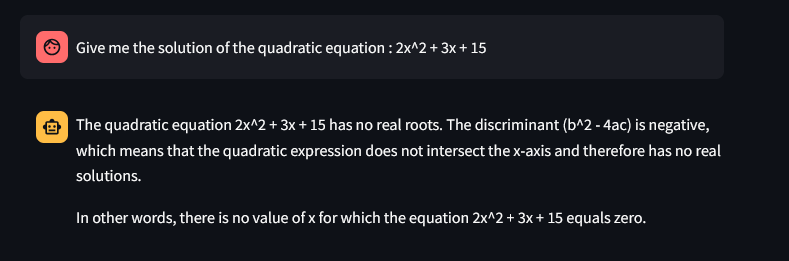 Give me the solution of the quadratic equation : 2x^2 + 3x + 15
The quadratic equation 2x^2 + 3x + 15 has no real roots. The discriminant (b^2 - 4ac) is negative,
which means that the quadratic expression does not intersect the x-axis and therefore has no real
solutions.
In other words, there is no value of x for which the equation 2x^2 + 3x + 15 equals zero.